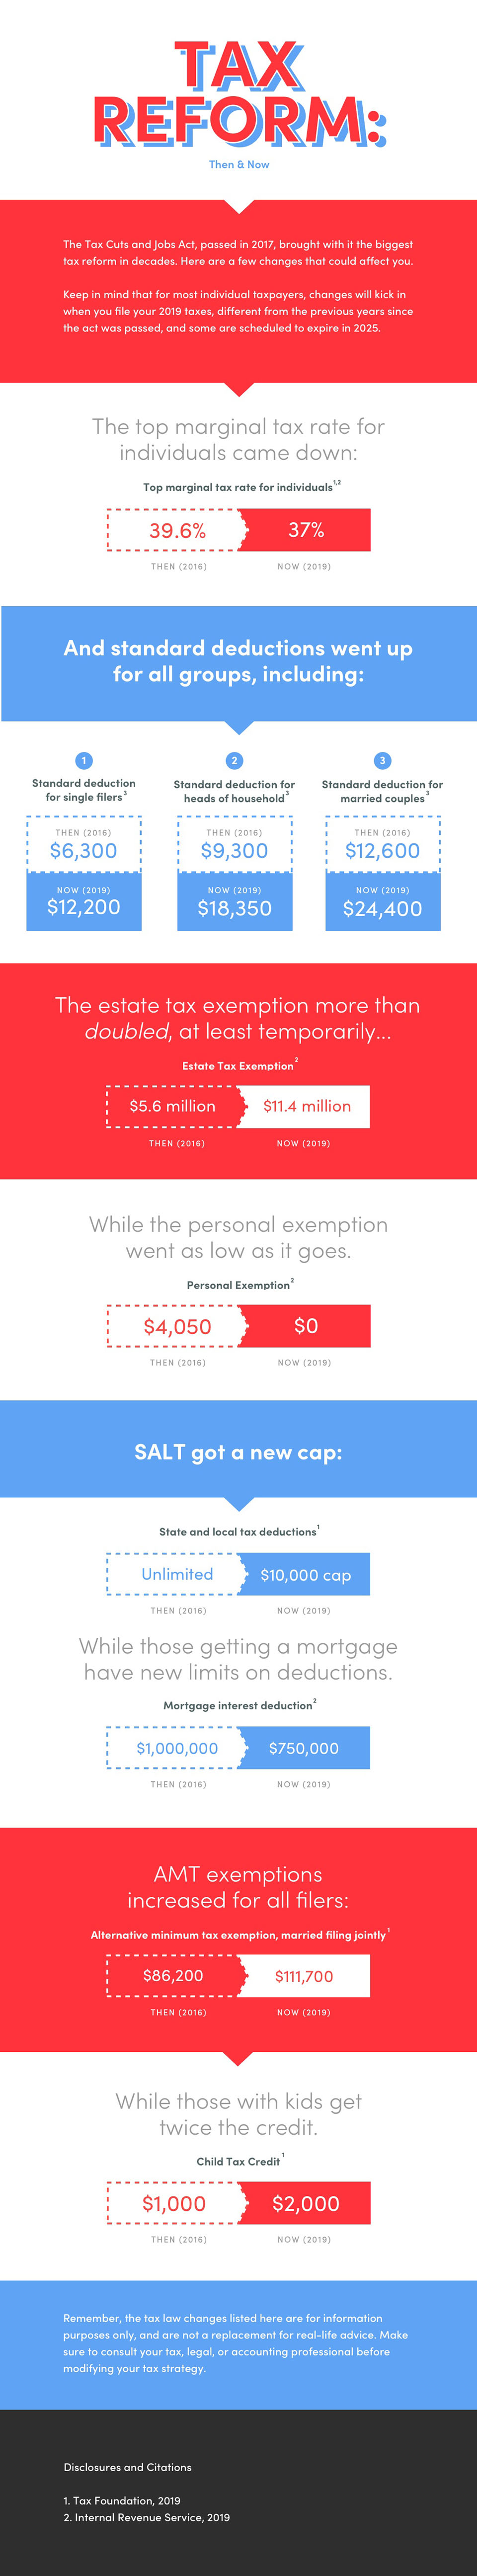 TAX
REFORM:
Then & Now
The Tax Cuts and Jobs Act, passed in 2017, brought with it the biggest
tax reform in decades. Here are a few changes that could affect you.
Keep in mind that for most individual taxpayers, changes will kick in
when you file your 2019 taxes, different from the previous years since
the act was passed, and some are scheduled to expire in 2025.
The top marginal tax rate for
individuals came down:
Top marginal tax rate for individuals 1,2
39.6% 37%
THEN (2016) NOW (2019)
And standard deductions went up
for all groups, including:
1
Standard deduction
for single filers 3
THEN (2016)
$6,300
NOW (2019)
$12,200
2
Standard deduction for
heads of household 3
THEN (2016)
$9,300
NOW (2019)
$18,350
3
Standard deduction for
married couples 3
THEN (2016)
$12,600
NOW (2019)
$24,400
The estate tax exemption more than
doubled, at least temporarily...
Estate Tax Exemption 2
$5.6 million $11.4 million
THEN (2016) NOW (2019)
While the personal exemption
went as low as it goes.
Personal Exemption 2
$4,050 $0
THEN (2016) NOW (2019)
SALT got a new cap:
State and local tax deductions 1
Unlimited $10,000 cap
THEN (2016) NOW (2019)
While those getting a mortgage
have new limits on deductions.
Mortgage interest deduction 2
$1,000,000 $750,000
THEN (2016) NOW (2019)
AMT exemptions
increased for all filers:
Alternative minimum tax exemption, married filing jointly 1
$86,200 $111,700
THEN (2016) NOW (2019)
While those with kids get
twice the credit.
Child Tax Credit 1
$1,000 $2,000
THEN (2016) NOW (2019)
Remember, the tax law changes listed here are for information
purposes only, and are not a replacement for real-life advice. Make
sure to consult your tax, legal, or accounting professional before
modifying your tax strategy.
Disclosures and Citations
1. Tax Foundation, 2019
2. Internal Revenue Service, 2019